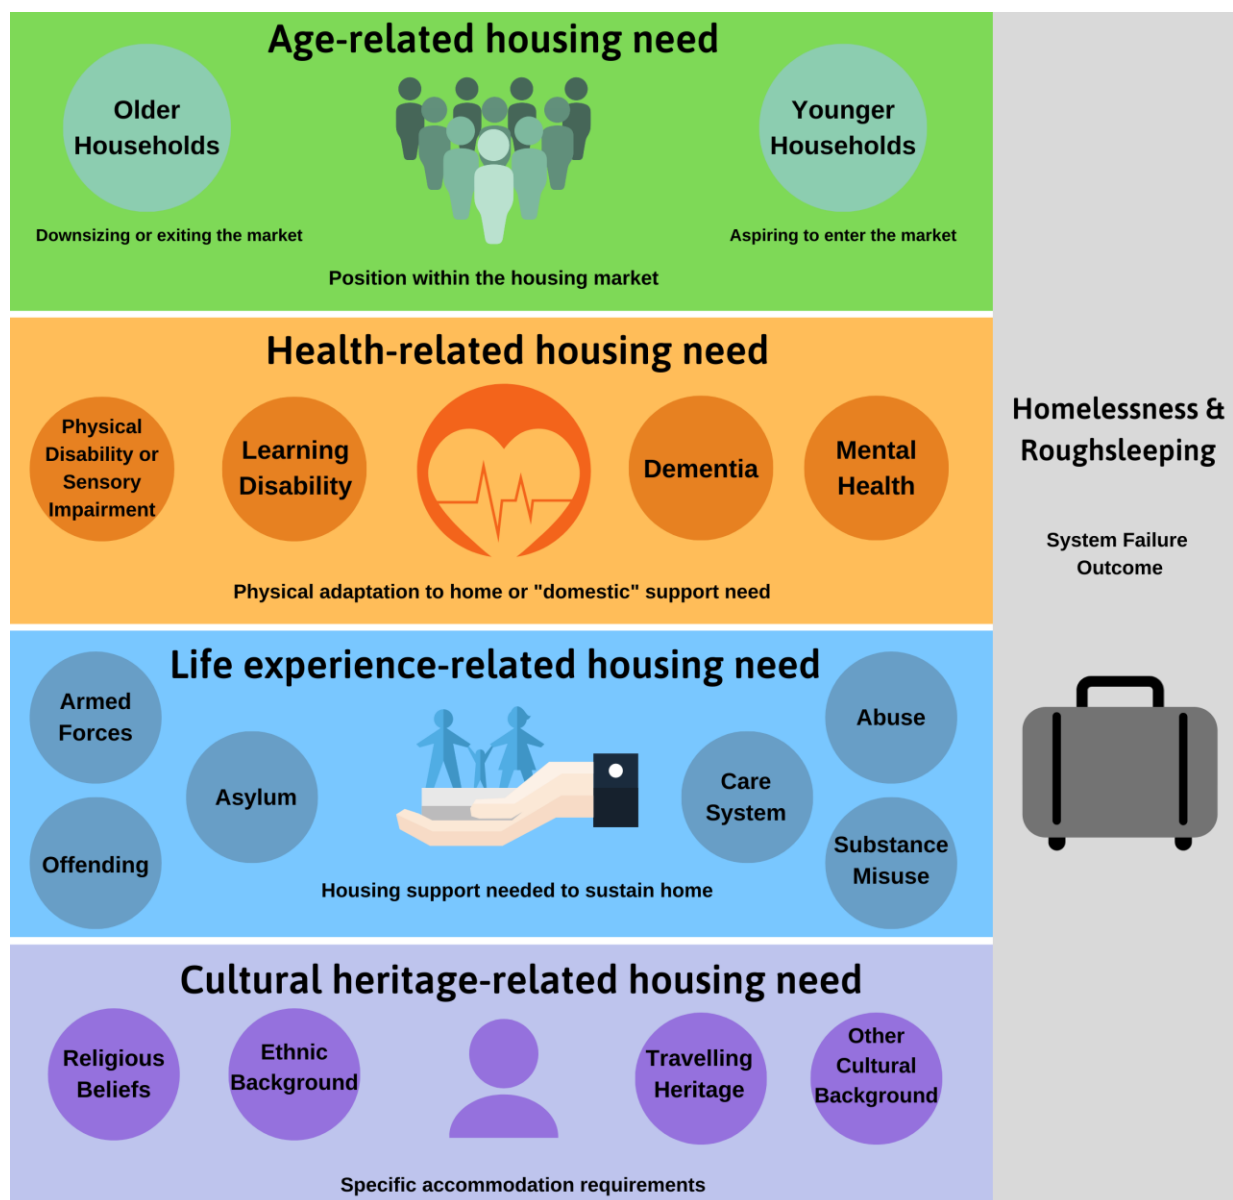 Age-related housing need
Older
Households
Younger
Households
Downsizing or exiting the market
Aspiring to enter the market
Position within the housing market
Health-related housing need
Physical
Disability or
Sensory
Impairment
Learning
Disability
Dementia
Mental
Health
Physical adaptation to home or "domestic" support need
Life experience-related housing need
Armed
Forces
Offending
Asylum
Care
System
Abuse
Substance
Misuse
Housing support needed to sustain home
Cultural heritage-related housing need
Religious
Beliefs
Ethnic
Background
Travelling
Heritage
Other
Cultural
Background
Specific accommodation requirements
Homelessness &
Roughsleeping
System Failure
Outcome